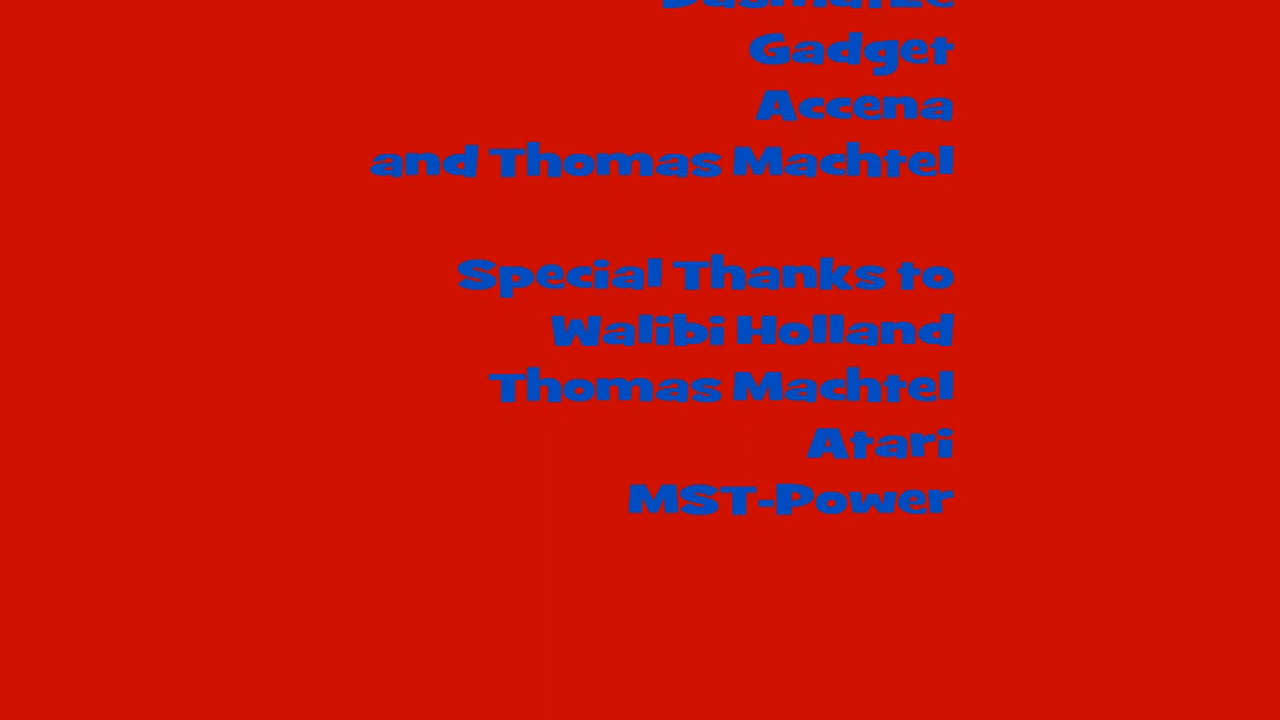 Gadget
Accena
and Thomas Machtel
Special Thanks to
Walibi Holland
Thomas Machtel
Atari
MST-Power